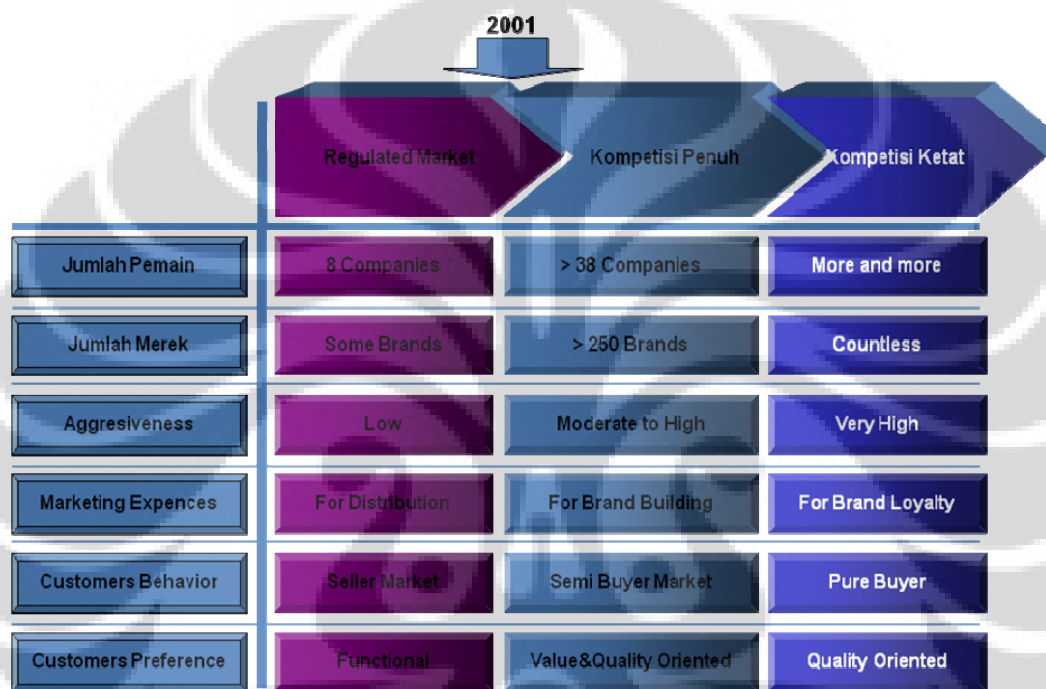 2001
Regulated Market Kompetisi Penuh Kompetisi Ketat
Jumlah Pemain 8 Companies > 38 Companies More and more
Jumlah Merek Some Brands > 250 Brands Countless
Aggresiveness Low Moderate to High Very High
Marketing Expences For Distribution For Brand Building For Brand Loyalty
Customers Behavior Seller Market Semi Buyer Market Pure Buyer
Customers Preference Functional Value&Quality Oriented Quality Oriented